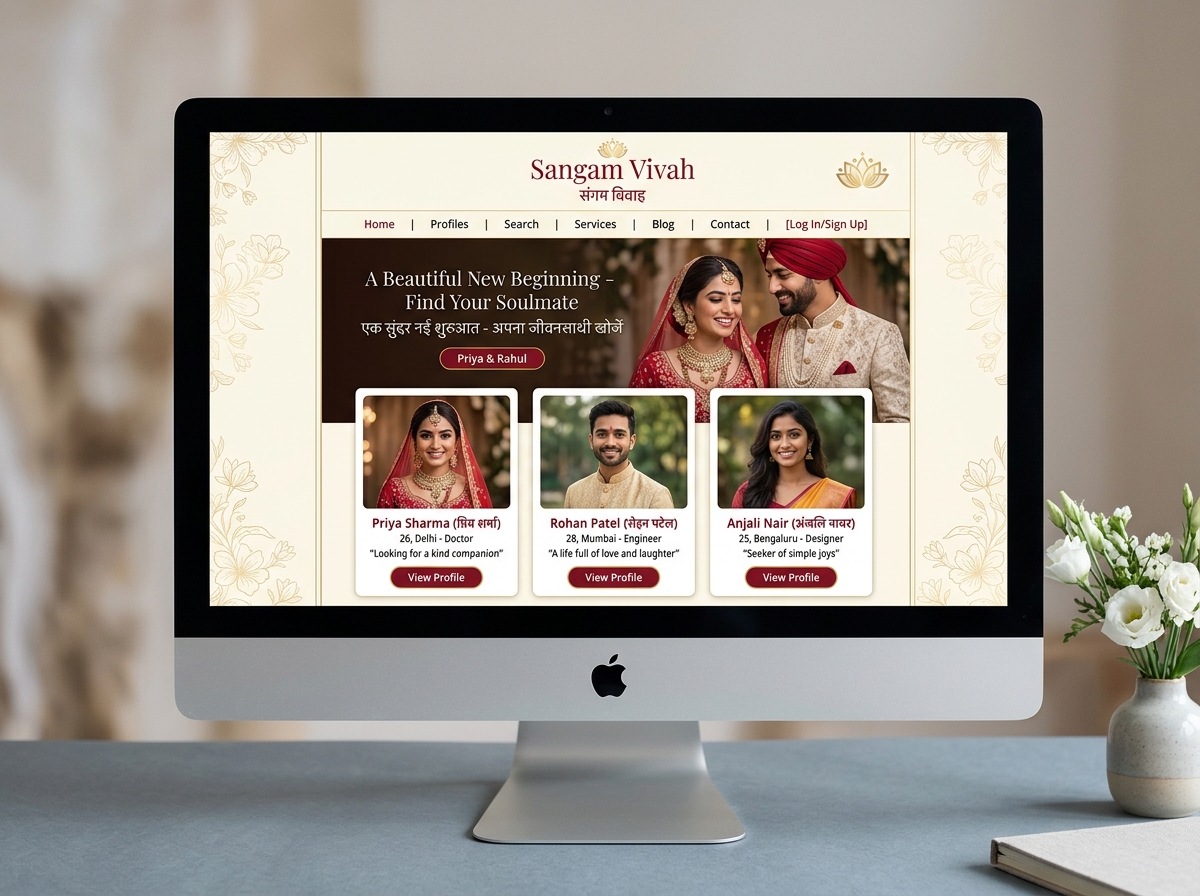 Sangam Vivah
संगम बिवाह
Home | Profiles | Search | Services | Blog | Contact | [Log In/Sign Up]
A Beautiful New Beginning –
Find Your Soulmate
एक नई शुरुआत - अपना जीवनसाथी
Priya & Rahul
Priya Sharma (प्रिय शर्मा)
26, Delhi - Doctor
“Looking for a kind companion”
View Profile
Rohan Patel (सेहन पटेल)
28, Mumbai - Engineer
“A life full of love and laughter”
View Profile
Anjali Nair
25, Bengaluru - Designer
“Seeker of simple joys”
View Profile